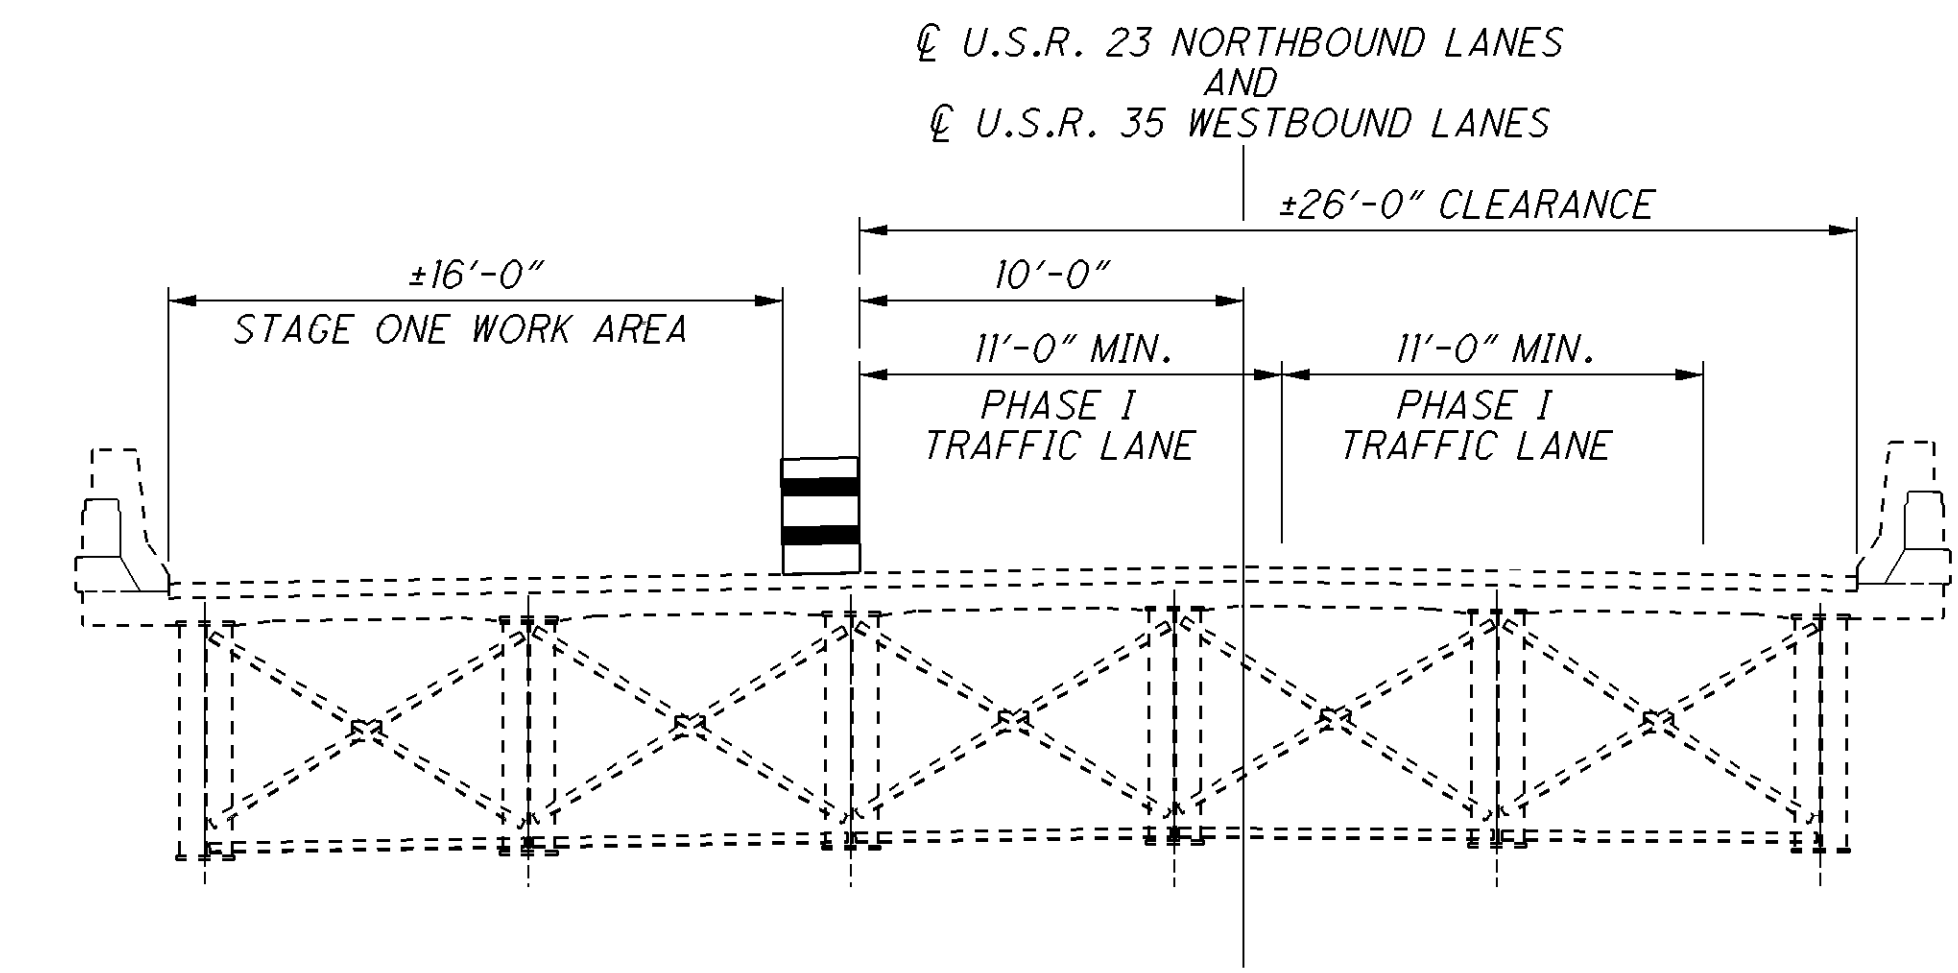 ℄ U.S.R. 23 NORTHBOUND LANES
AND
℄ U.S.R. 35 WESTBOUND LANES
±26'-0" CLEARANCE
±16'-0"
10'-0"
STAGE ONE WORK AREA
11'-0" MIN.
11'-0" MIN.
PHASE I
TRAFFIC LANE
PHASE I
TRAFFIC LANE